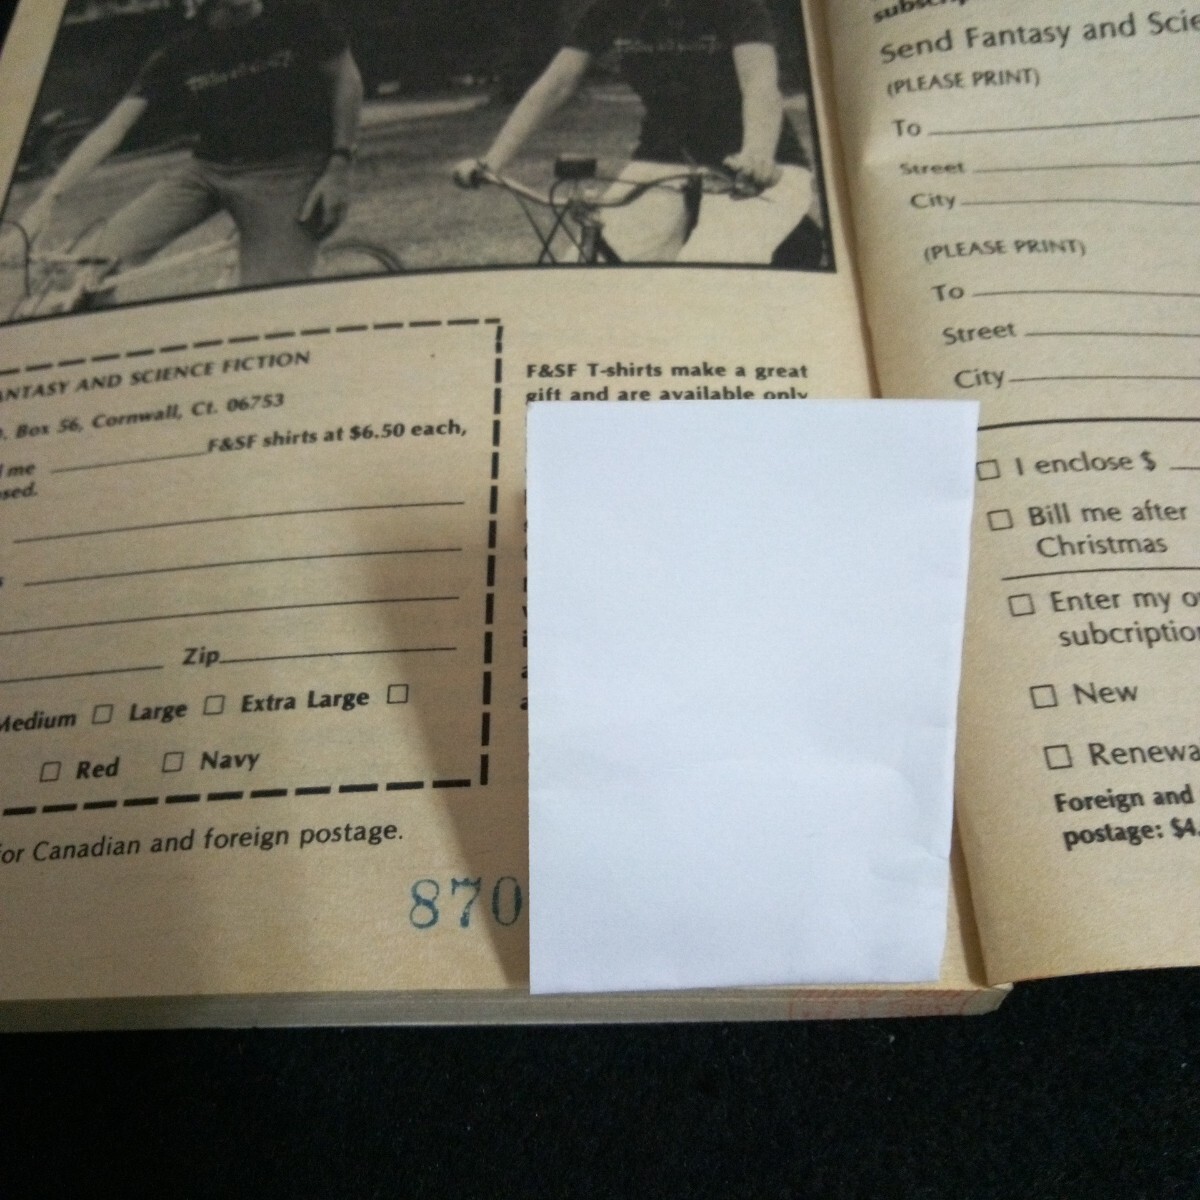 ANTASY AND SCIENCE FICTION
. Box 56, Cornwall, Ct. 06753
me ____ F&SF shirts at $6.50 each,
sed.
Zip
Medium □ Large □ Extra Large □
□ Red □ Navy
for Canadian and foreign postage.
870
F&SF T-shirts make a great
gift and are available only
Send Fantasy and Scie
(PLEASE PRINT)
To
Street
City
(PLEASE PRINT)
To
Street
City
□ I enclose $
□ Bill me after
Christmas
□ Enter my o
subcription
□ New
□ Renewa
Foreign and
postage: $4.